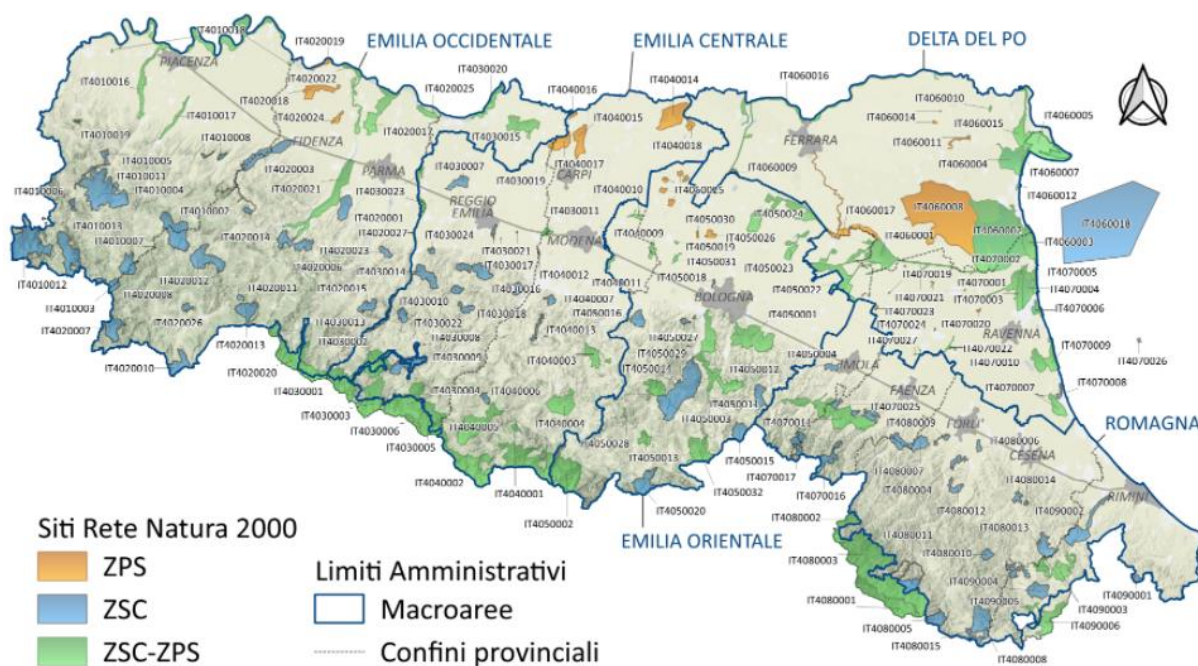 IT4010018
IT4020019
EMILIA OCCIDENTALE
EMILIA CENTRALE
DELTA DEL PO
PIACENZA
IT4030020
IT4010016
IT4020022
IT4020025
IT4040016
IT4040014
IT4060016
IT4020018
IT4060010
IT4060005
IT4010017
IT4020024
IT4020017
IT4030015
IT4040015
IT4060014
IT4060015
IT4010019
IT4010008
FIDENZA
IT4040017
IT4040018
FERRARA
IT4060011
IT4010005
IT4020003
PARMA
IT4030007
IT4030019
CARPI
IT4060009
IT4060004
IT4060007
IT4010006
IT4010011
IT4010004
IT4020021
IT4030023
IT4040010
IT4060012
REGGIO
EMILIA
IT4010002
IT4020001
IT4030011
IT4050030
IT4050024
IT4060017
IT4060008
IT4060018
IT4010013
IT4010007
IT4020014
IT4020027
IT4030024
MODENA
IT4040009
IT4050019
IT4050026
IT4060001
IT4060002
IT4060003
IT4020023
IT4030021
IT4050031
IT4070002
IT4010012
IT4020006
IT4030014
IT4030017
IT4040012
IT4050018
IT4050023
IT4070019
IT4070005
IT4010003
IT4020008
IT4020012
IT4020011
IT4020015
IT4030010
IT4030016
IT4040011
BOLOGNA
IT4050022
IT4070021
IT4070001
IT4070004
IT4070003
IT4070006
IT4020007
IT4020026
IT4030013
IT4030022
IT4030018
IT4040007
IT4050016
IT4050001
IT4070023
IT4070020
IT4070024
RAVENNA
IT4020013
IT4030002
IT4030008
IT4040013
IT4050027
IT4070027
IT4070022
IT4070009
IT4020010
IT4020020
IT4030009
IT4040003
IT4050029
IT4050004
IMOLA
IT4070010
IT4070026
IT4030001
IT4050014
IT4050012
FAENZA
IT4070007
IT4070008
IT4030003
IT4030004
IT4040006
IT4050011
IT4070025
IT4030006
IT4040005
IT4040004
IT4050003
IT4070011
IT4080009
FORLI'
ROMAGNA
IT4030005
IT4050028
IT4050013
IT4050015
IT4080006
CESENA
IT4040002
IT4040001
IT4070017
IT4080007
IT4080014
IT4050032
IT4070016
IT4080004
RIMINI
IT4050002
IT4050020
IT4080002
IT4080012
IT4090002
EMILIA ORIENTALE
IT4080011
IT4080013
IT4080003
IT4080010
IT4090004
IT4090001
IT4080001
IT4090005
IT4090003
IT4080005
IT4090006
IT4080015
IT4080008
Siti Rete Natura 2000
ZPS
ZSC
ZSC-ZPS
Limiti Amministrativi
Macroaree
Confini provinciali